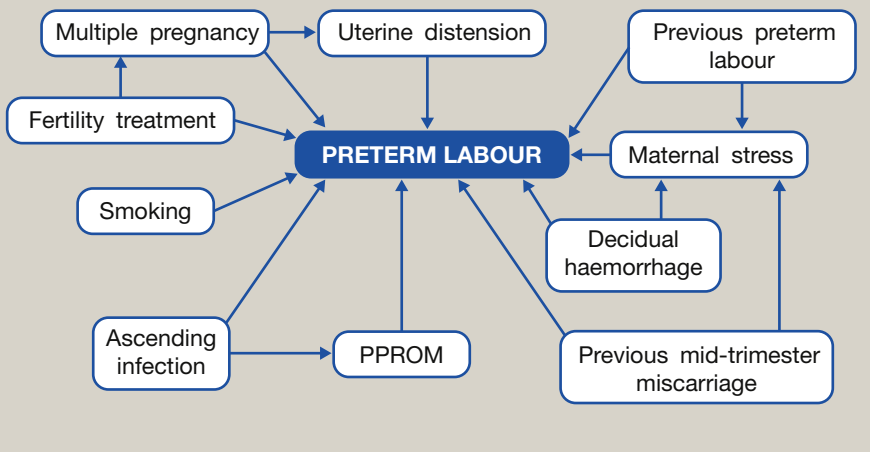 Multiple pregnancy
Uterine distension
Previous preterm
labour
Fertility treatment
PRETERM LABOUR
Maternal stress
Smoking
Decidual
haemorrhage
Ascending
infection
PPROM
Previous mid-trimester
miscarriage